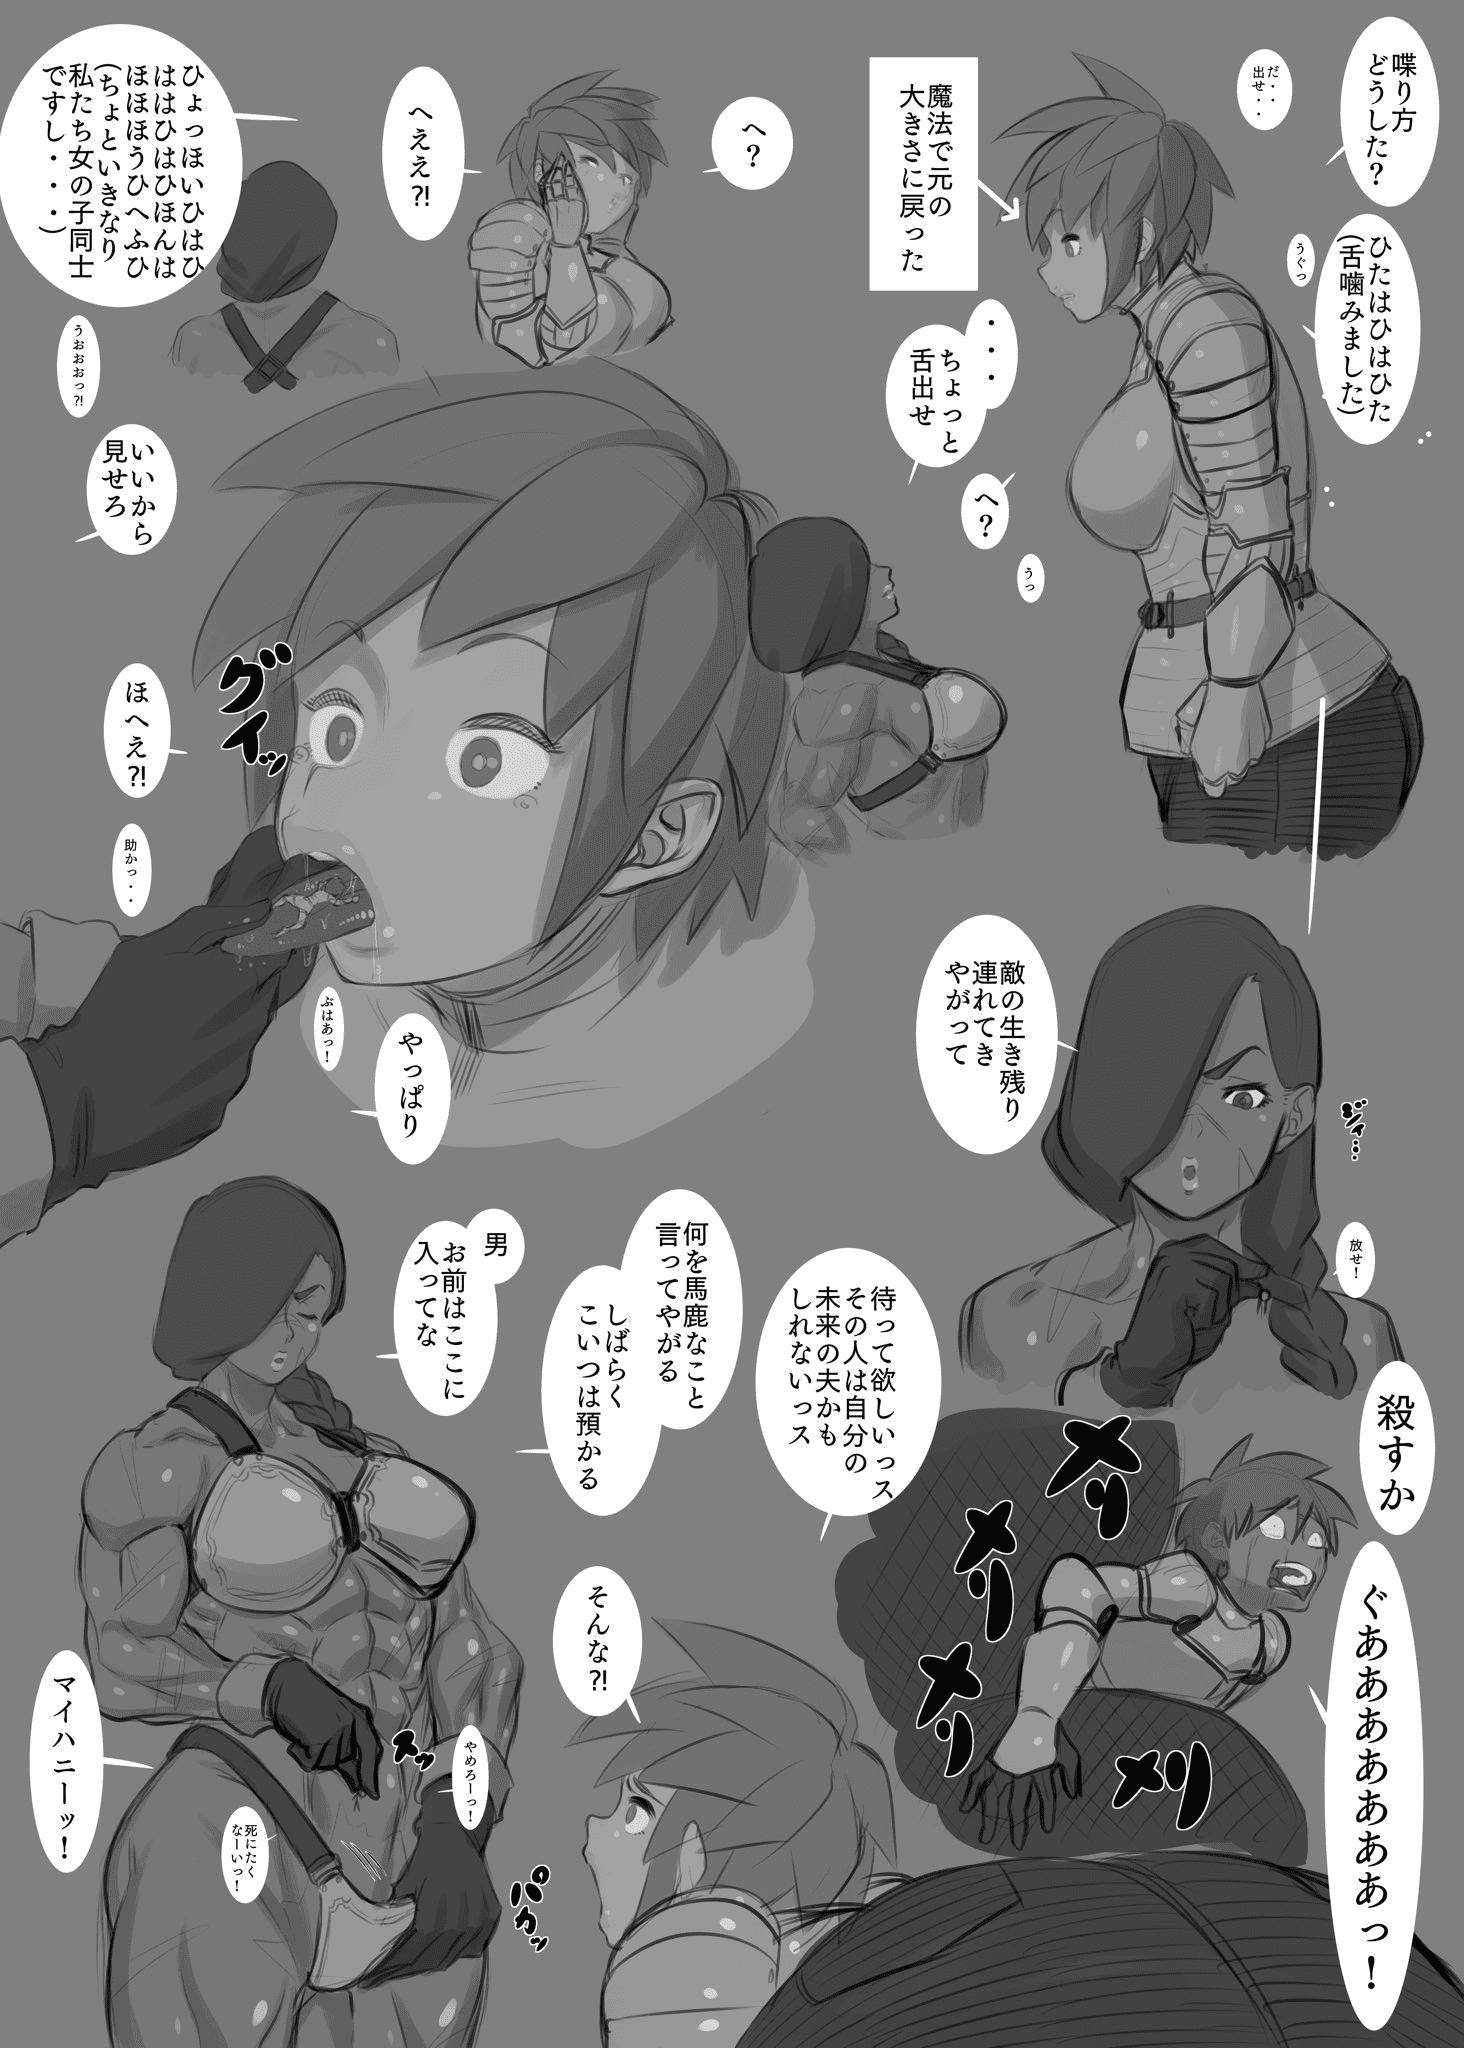 喋り方
どうした?
だ・・
出せ・・
ひたはひはひた
(舌噛みました)
うぐっ
魔法で元の
大きさに戻った
・・・
ちょっと
舌出せ
へ?
うっ
へ?
へええ?!
ひょっほいひはひ
ははひはひほんは
ほほほうひへふひ
(ちょといきなり
私たち女の子同士
ですし・・・)
うおおおっ?!
いいから
見せろ
グイッ
ほへえ?!
助かっ・・
ぶはあっ!
やっぱり
敵の生き残り
連れてき
やがって
ジィ…
放せ!
殺すか
ぐああああああああっ!
メリ
メリ
メリ
メリ
待って欲しいっス
その人は自分の
未来の夫かも
しれないっス
何を馬鹿なこと
言ってやがる
しばらく
こいつは預かる
そんな?!
男
お前はここに
入ってな
スッ
やめろーっ!
パカッ
死にたく
なーいっ!
マイハニーッ!